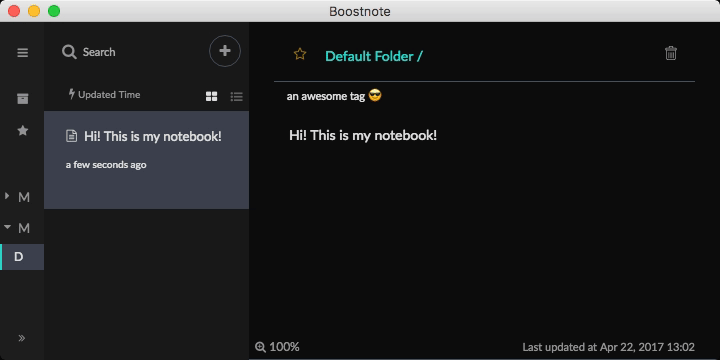 Boostnote
Search
Updated Time
Hi! This is my notebook!
a few seconds ago
M
M
D
Default Folder /
an awesome tag 😎
Hi! This is my notebook!
100%
Last updated at Apr 22, 2017 13:02